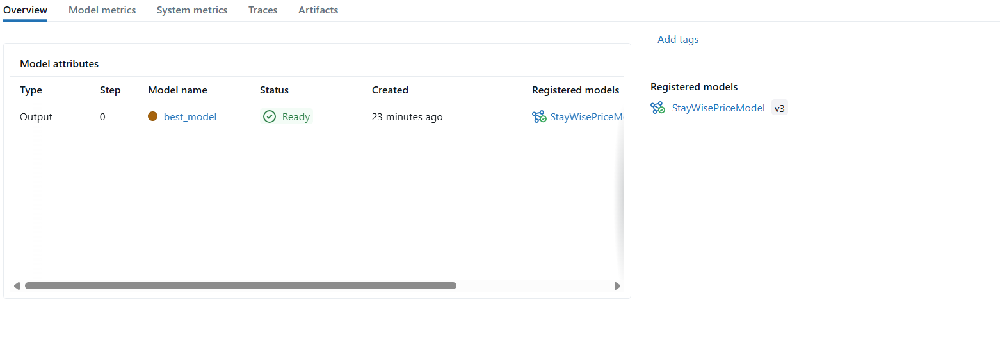 Overview Model metrics System metrics Traces Artifacts
Add tags
Model attributes
Type Step Model name Status Created Registered models
Output 0 best_model Ready 23 minutes ago StayWisePriceM
Registered models
StayWisePriceModel v3